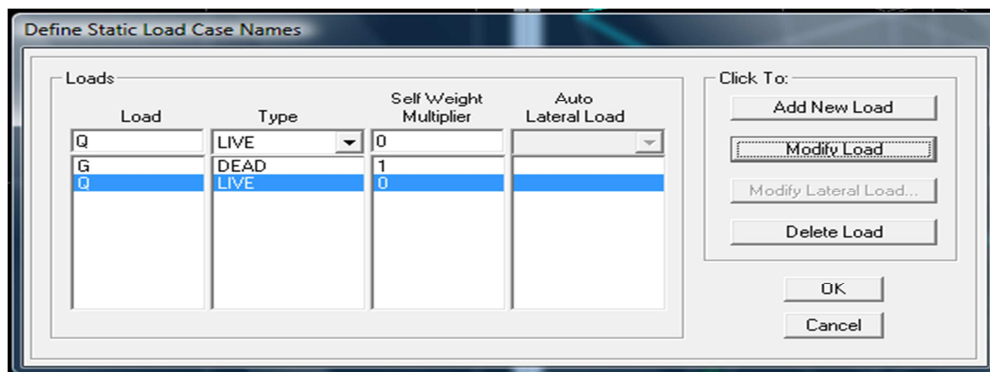 Define Static Load Case Names
Loads
Load Type Self Weight Multiplier Auto Lateral Load
Q LIVE 0
G DEAD 1
Q LIVE 0
Click To:
Add New Load
Modify Load
Modify Lateral Load...
Delete Load
OK
Cancel